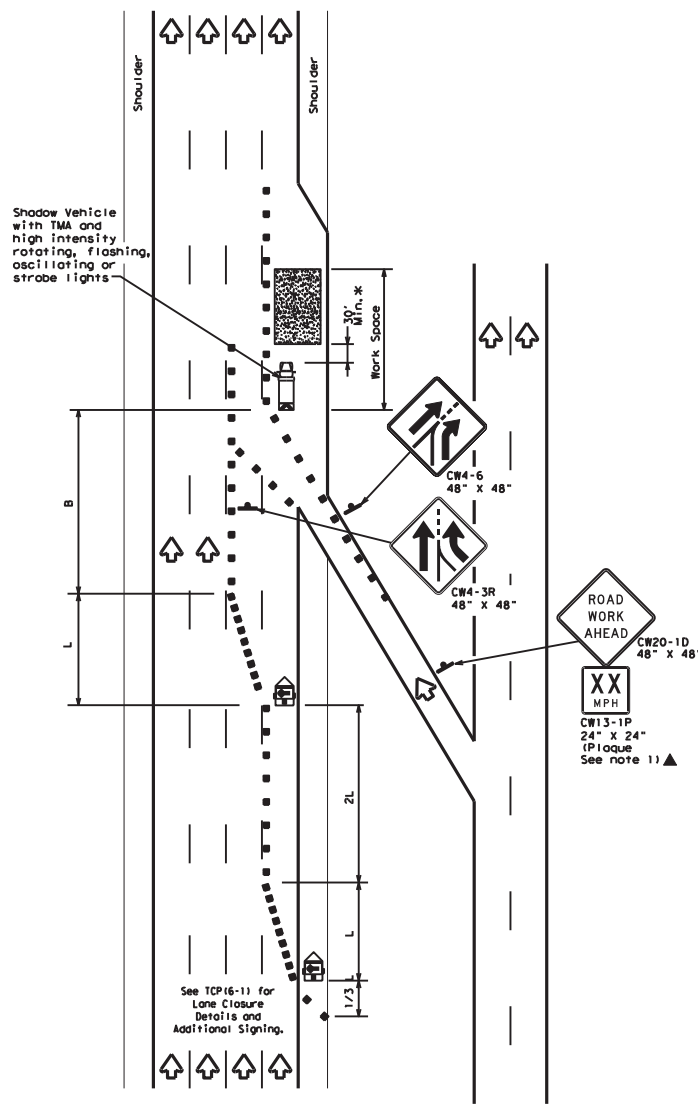 Shoulder
Shoulder
Shadow Vehicle
with TMA and
high intensity
rotating, flashing,
oscillating or
strobe lights
30'
Min.*
Work Space
CW4-6
48" X 48"
B
CW4-3R
48" X 48"
ROAD
WORK
AHEAD
CW20-1D
48" X 48"
L
XX
MPH
CW13-1P
24" X 24"
(Plaque
See note 1) ▲
2L
L
1/3 L
See TCP(6-1) for
Lane Closure
Details and
Additional Signing.